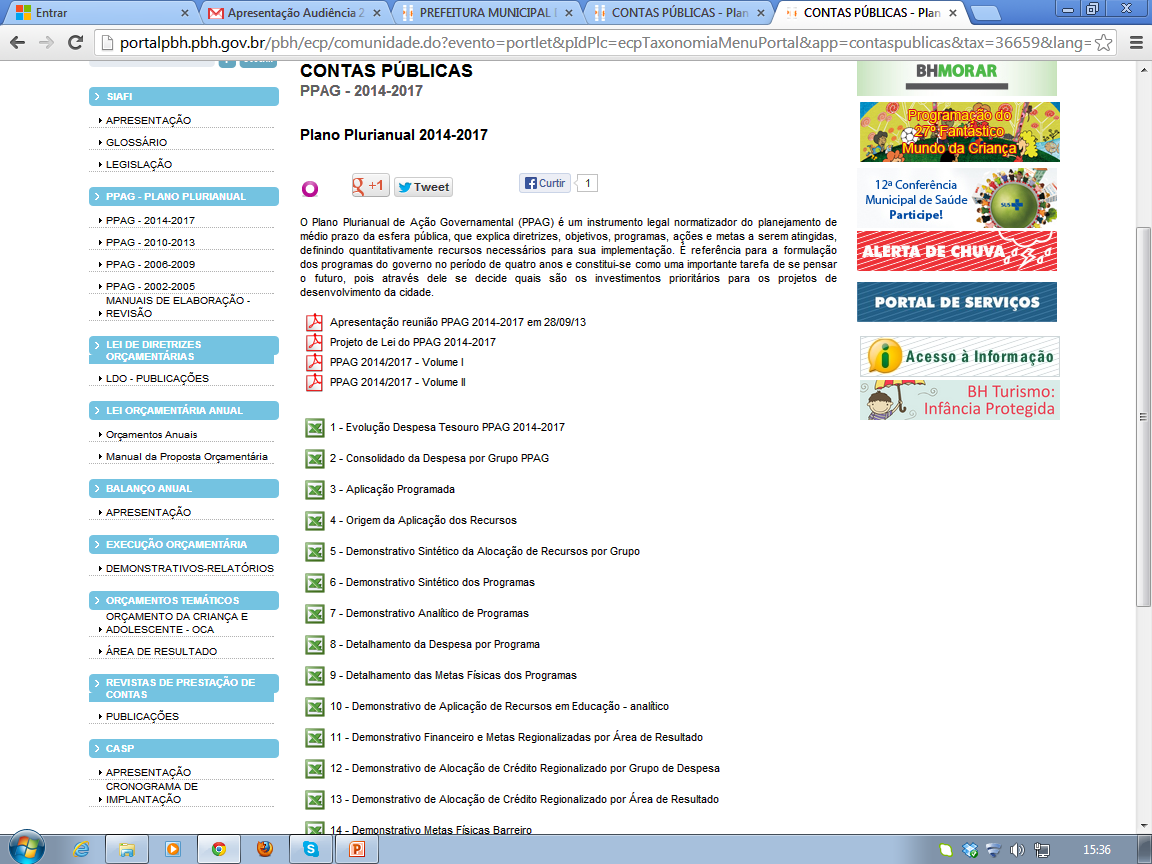 Entrar
Apresentação Audiência 2
PREFEITURA MUNICIPAL
CONTAS PÚBLICAS - Plan
CONTAS PÚBLICAS - Plan
portalpbh.pbh.gov.br/pbh/ecp/comunidade.do?evento=portlet&pIdPlc=ecpTaxonomiaMenuPortal&app=contaspublicas&tax=36659&lang=
SIAFI
APRESENTAÇÃO
GLOSSÁRIO
LEGISLAÇÃO
PPAG - PLANO PLURIANUAL
PPAG - 2014-2017
PPAG - 2010-2013
PPAG - 2006-2009
PPAG - 2002-2005
MANUAIS DE ELABORAÇÃO -
REVISÃO
LEI DE DIRETRIZES
ORÇAMENTÁRIAS
LDO - PUBLICAÇÕES
LEI ORÇAMENTÁRIA ANUAL
Orçamentos Anuais
Manual da Proposta Orçamentária
BALANÇO ANUAL
APRESENTAÇÃO
EXECUÇÃO ORÇAMENTÁRIA
DEMONSTRATIVOS-RELATÓRIOS
ORÇAMENTOS TEMÁTICOS
ORÇAMENTO DA CRIANÇA E
ADOLESCENTE - OCA
ÁREA DE RESULTADO
REVISTAS DE PRESTAÇÃO DE
CONTAS
PUBLICAÇÕES
CASP
APRESENTAÇÃO
CRONOGRAMA DE
IMPLANTAÇÃO
CONTAS PÚBLICAS
PPAG - 2014-2017
Plano Plurianual 2014-2017
g +1
Tweet
Curtir
1
O Plano Plurianual de Ação Governamental (PPAG) é um instrumento legal normatizador do planejamento de
médio prazo da esfera pública, que explica diretrizes, objetivos, programas, ações e metas a serem atingidas,
definindo quantitativamente recursos necessários para sua implementação. É referência para a formulação
dos programas do governo no período de quatro anos e constitui-se como uma importante tarefa de se pensar
o futuro, pois através dele se decide quais são os investimentos prioritários para os projetos de
desenvolvimento da cidade.
Apresentação reunião PPAG 2014-2017 em 28/09/13
Projeto de Lei do PPAG 2014-2017
PPAG 2014/2017 - Volume I
PPAG 2014/2017 - Volume II
1 - Evolução Despesa Tesouro PPAG 2014-2017
2 - Consolidado da Despesa por Grupo PPAG
3 - Aplicação Programada
4 - Origem da Aplicação dos Recursos
5 - Demonstrativo Sintético da Alocação de Recursos por Grupo
6 - Demonstrativo Sintético dos Programas
7 - Demonstrativo Analítico de Programas
8 - Detalhamento da Despesa por Programa
9 - Detalhamento das Metas Físicas dos Programas
10 - Demonstrativo de Aplicação de Recursos em Educação - analítico
11 - Demonstrativo Financeiro e Metas Regionalizadas por Área de Resultado
12 - Demonstrativo de Alocação de Crédito Regionalizado por Grupo de Despesa
13 - Demonstrativo de Alocação de Crédito Regionalizado por Área de Resultado
14 - Demonstrativo Metas Físicas Barreiro
BHMORAR
Programação do
27º Fantástico
Mundo da Criança
12ª Conferência
Municipal de Saúde
Participe!
SUS
ALERTA DE CHUVA
PORTAL DE SERVIÇOS
Acesso à Informação
BH Turismo:
Infância Protegida
15:36